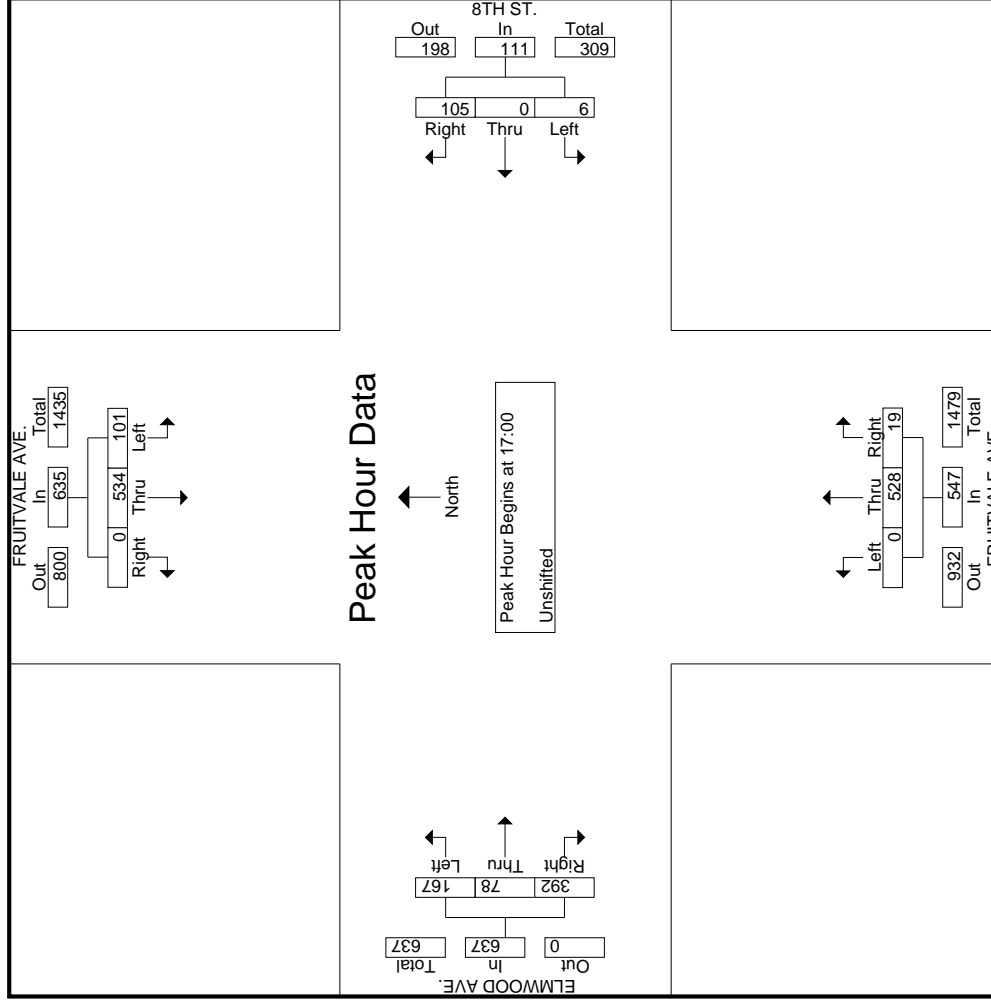 8TH ST.
Out In Total
198 111 309
105 0 6
Right Thru Left
FRUITVALE AVE.
Out In Total
800 635 1435
0 534 101
Right Thru Left
Peak Hour Data
North
Peak Hour Begins at 17:00
Unshifted
Left Thru Right
0 528 19
932 547 1479
Out In Total
FRUITVALE AVE.
Left Thru Right
167 78 392
637 637 0
Total In Out
ELMWOOD AVE.